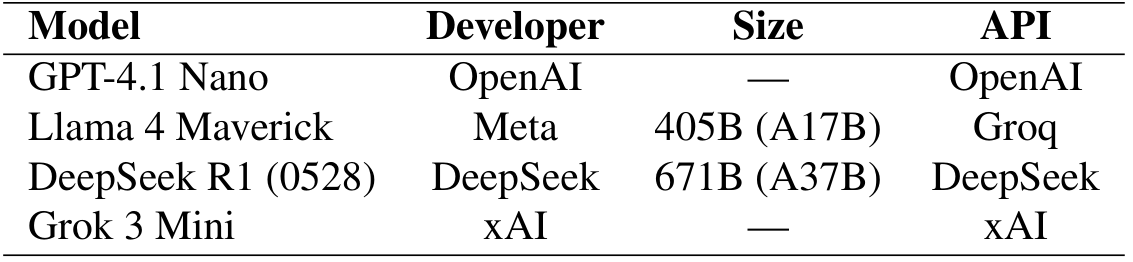 Model Developer Size API
GPT-4.1 Nano OpenAI — OpenAI
Llama 4 Maverick Meta 405B (A17B) Groq
DeepSeek R1 (0528) DeepSeek 671B (A37B) DeepSeek
Grok 3 Mini xAI — xAI